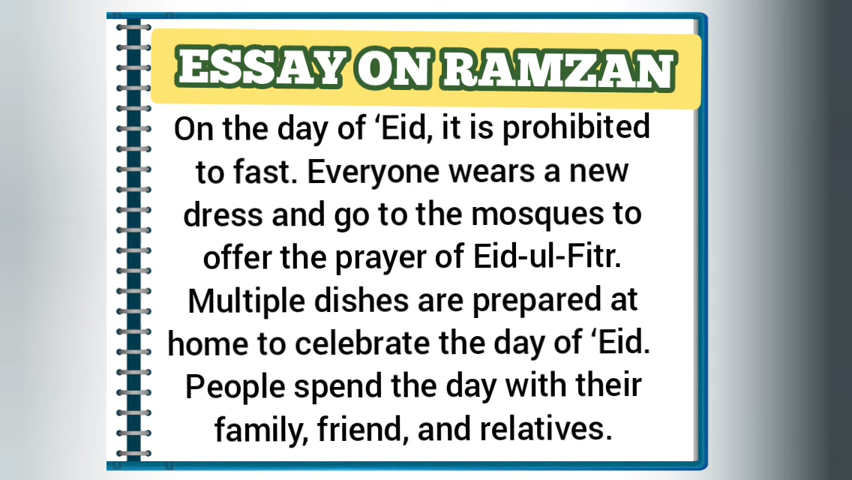 ESSAY ON RAMZAN
On the day of ‘Eid, it is prohibited
to fast. Everyone wears a new
dress and go to the mosques to
offer the prayer of Eid-ul-Fitr.
Multiple dishes are prepared at
home to celebrate the day of ‘Eid.
People spend the day with their
family, friend, and relatives.